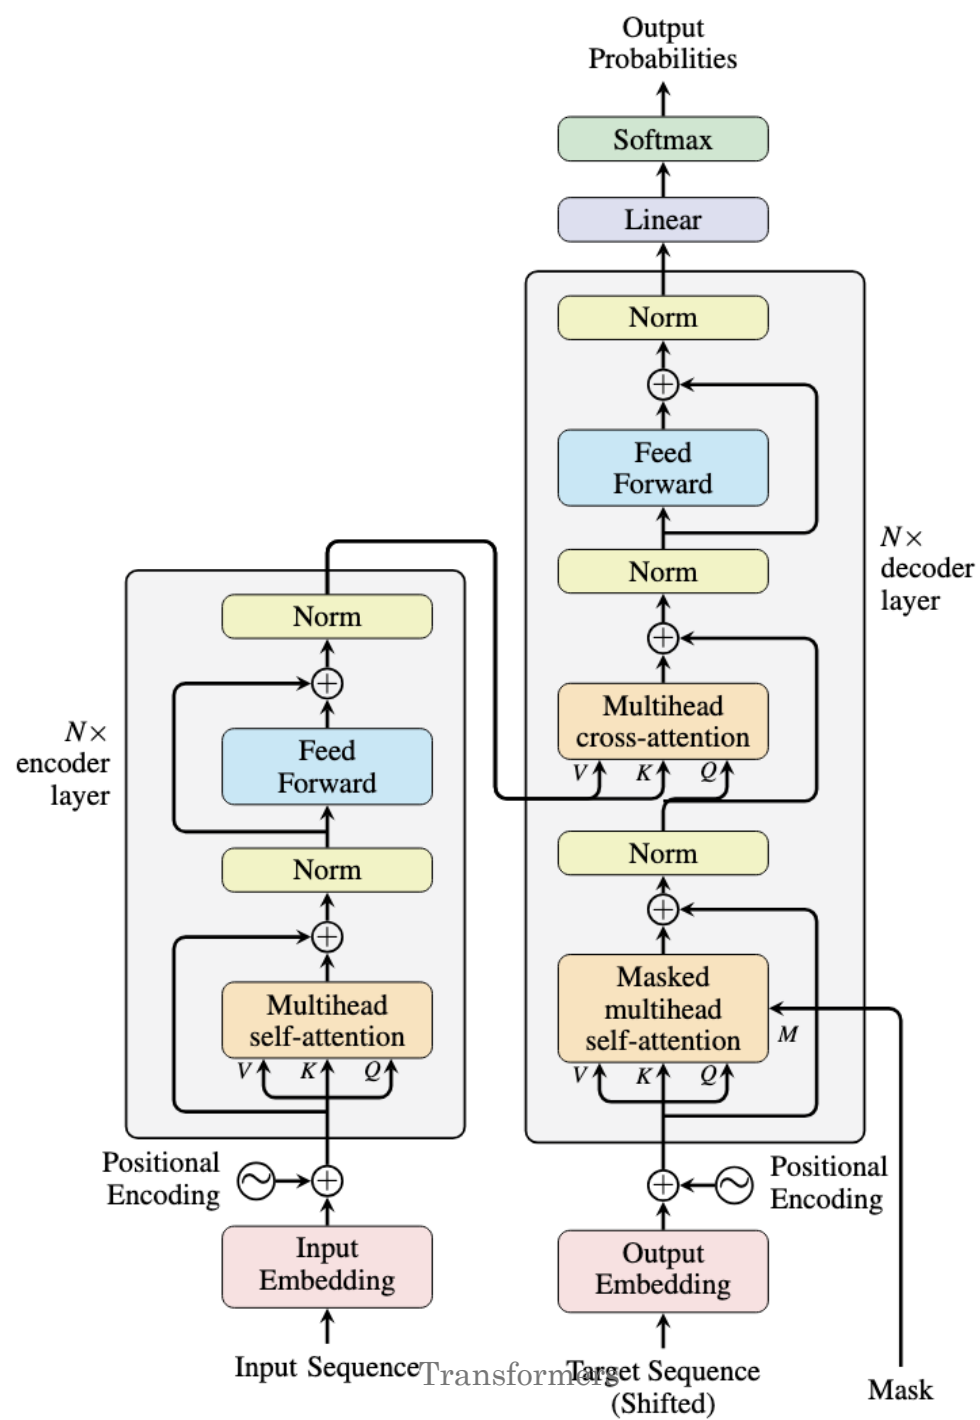 Output
Probabilities
Softmax
Linear
Norm
Feed
Forward
N×
decoder
layer
Norm
Multihead
cross-attention
V K Q
Norm
Masked
multihead
self-attention
M
V K Q
Positional
Encoding
Output
Embedding
Target Sequence
(Shifted)
Mask
Norm
Feed
Forward
N×
encoder
layer
Norm
Multihead
self-attention
V K Q
Positional
Encoding
Input
Embedding
Input Sequence
Transformers